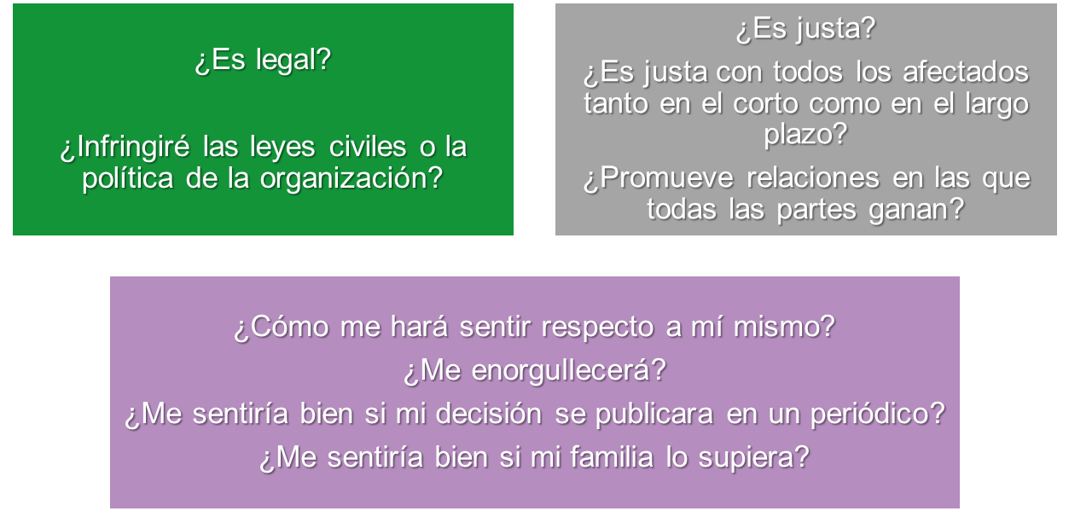 ¿Es legal?
¿Infringiré las leyes civiles o la
política de la organización?
¿Es justa?
¿Es justa con todos los afectados
tanto en el corto como en el largo
plazo?
¿Promueve relaciones en las que
todas las partes ganan?
¿Cómo me hará sentir respecto a mí mismo?
¿Me enorgullecerá?
¿Me sentiría bien si mi decisión se publicara en un periódico?
¿Me sentiría bien si mi familia lo supiera?